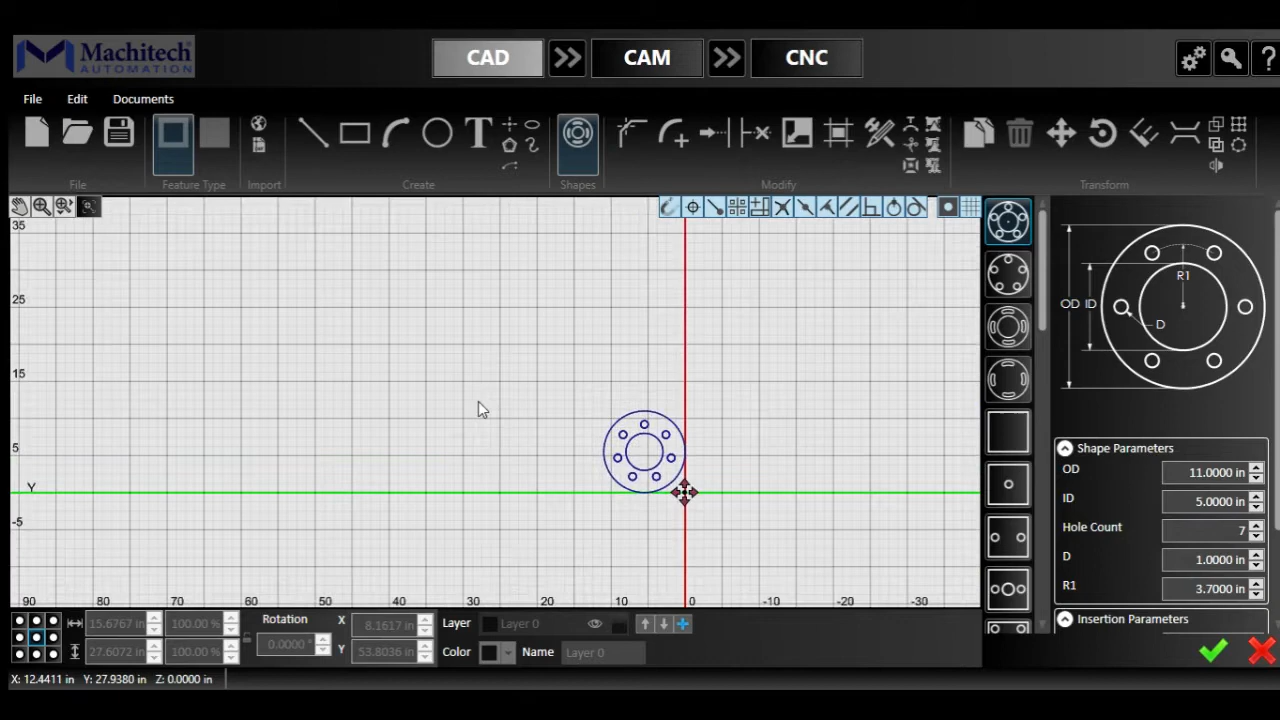 Machitech
AUTOMATION
CAD
CAM
CNC
File Edit Documents
File
Feature Type
Import
Create
Shapes
Modify
Transform
35
25
15
5
Y
-5
90 80 70 60 50 40 30 20 10 0 -10 -20 -30
R1
OD
ID
D
Shape Parameters
OD 11.0000 in
ID 5.0000 in
Hole Count 7
D 1.0000 in
R1 3.7000 in
Insertion Parameters
15.6767 in 100.00 %
27.6072 in 100.00 %
Rotation
0.0000 °
X 8.1617 in
Y 53.8036 in
Layer Layer 0
Color Name Layer 0
X: 12.4411 in Y: 27.9380 in Z: 0.0000 in